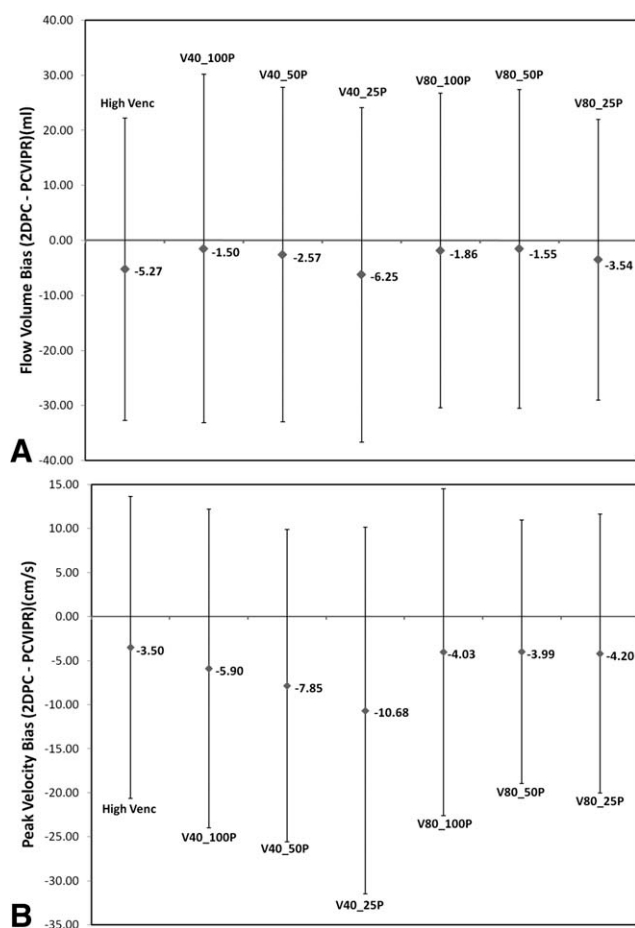 Flow Volume Bias (2DPC - PCVIPR)(ml)
40.00
30.00
20.00
10.00
0.00
-10.00
-20.00
-30.00
-40.00
High Venc
V40_100P
V40_50P
V40_25P
V80_100P
V80_50P
V80_25P
-5.27
-1.50
-2.57
-6.25
-1.86
-1.55
-3.54
A
Peak Velocity Bias (2DPC - PCVIPR)(cm/s)
15.00
10.00
5.00
0.00
-5.00
-10.00
-15.00
-20.00
-25.00
-30.00
-35.00
-3.50
-5.90
-7.85
-10.68
-4.03
-3.99
-4.20
High Venc
V40_100P
V40_50P
V40_25P
V80_100P
V80_50P
V80_25P
B